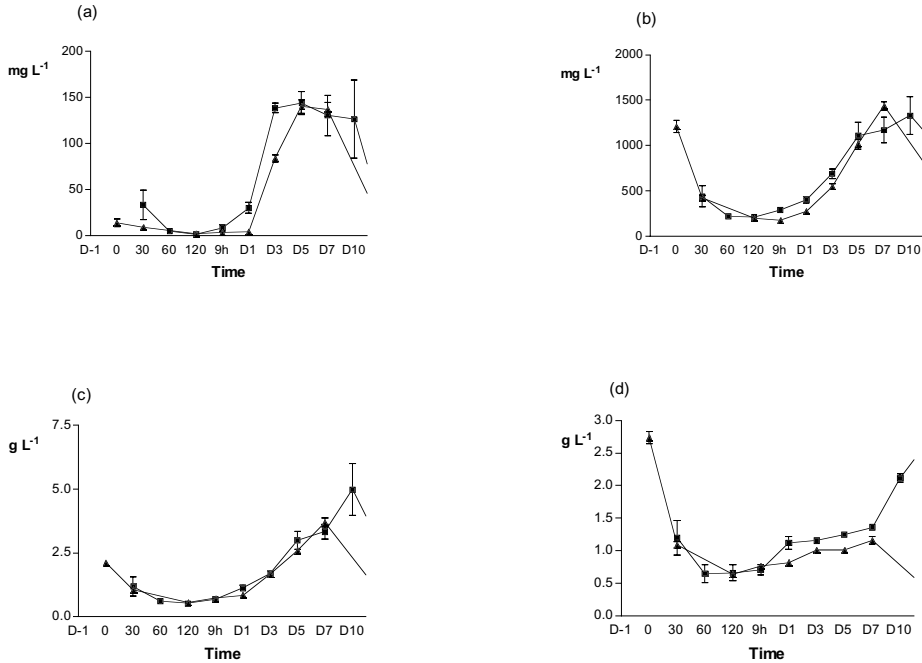 (a)
mg L-1
200
150
100
50
0
D-1 0 30 60 120 9h D1 D3 D5 D7 D10
Time
(b)
mg L-1
2000
1500
1000
500
0
D-1 0 30 60 120 9h D1 D3 D5 D7 D10
Time
(c)
g L-1
7.5
5.0
2.5
0.0
D-1 0 30 60 120 9h D1 D3 D5 D7 D10
Time
(d)
g L-1
3.0
2.5
2.0
1.5
1.0
0.5
0.0
D-1 0 30 60 120 9h D1 D3 D5 D7 D10
Time